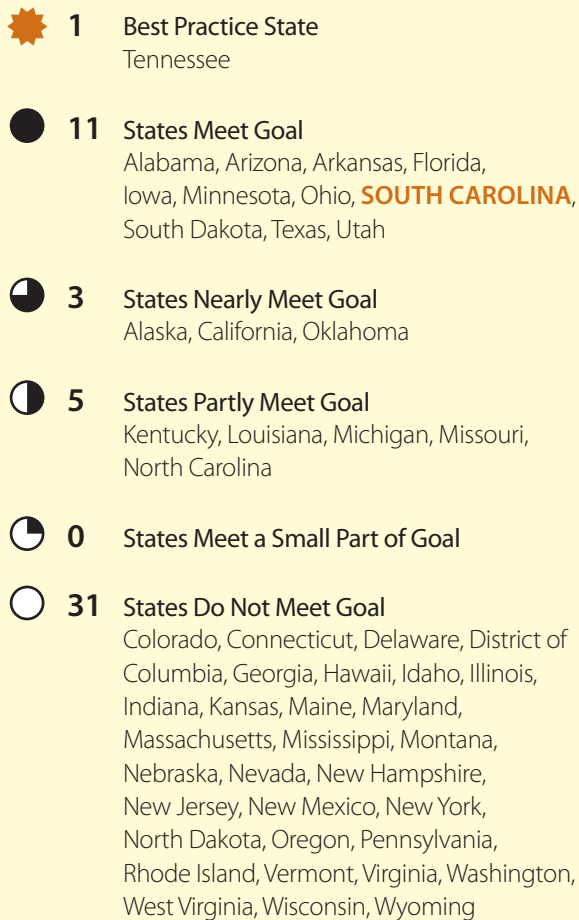 1 Best Practice State
Tennessee
11 States Meet Goal
Alabama, Arizona, Arkansas, Florida,
Iowa, Minnesota, Ohio, SOUTH CAROLINA,
South Dakota, Texas, Utah
3 States Nearly Meet Goal
Alaska, California, Oklahoma
5 States Partly Meet Goal
Kentucky, Louisiana, Michigan, Missouri,
North Carolina
0 States Meet a Small Part of Goal
31 States Do Not Meet Goal
Colorado, Connecticut, Delaware, District of
Columbia, Georgia, Hawaii, Idaho, Illinois,
Indiana, Kansas, Maine, Maryland,
Massachusetts, Mississippi, Montana,
Nebraska, Nevada, New Hampshire,
New Jersey, New Mexico, New York,
North Dakota, Oregon, Pennsylvania,
Rhode Island, Vermont, Virginia, Washington,
West Virginia, Wisconsin, Wyoming